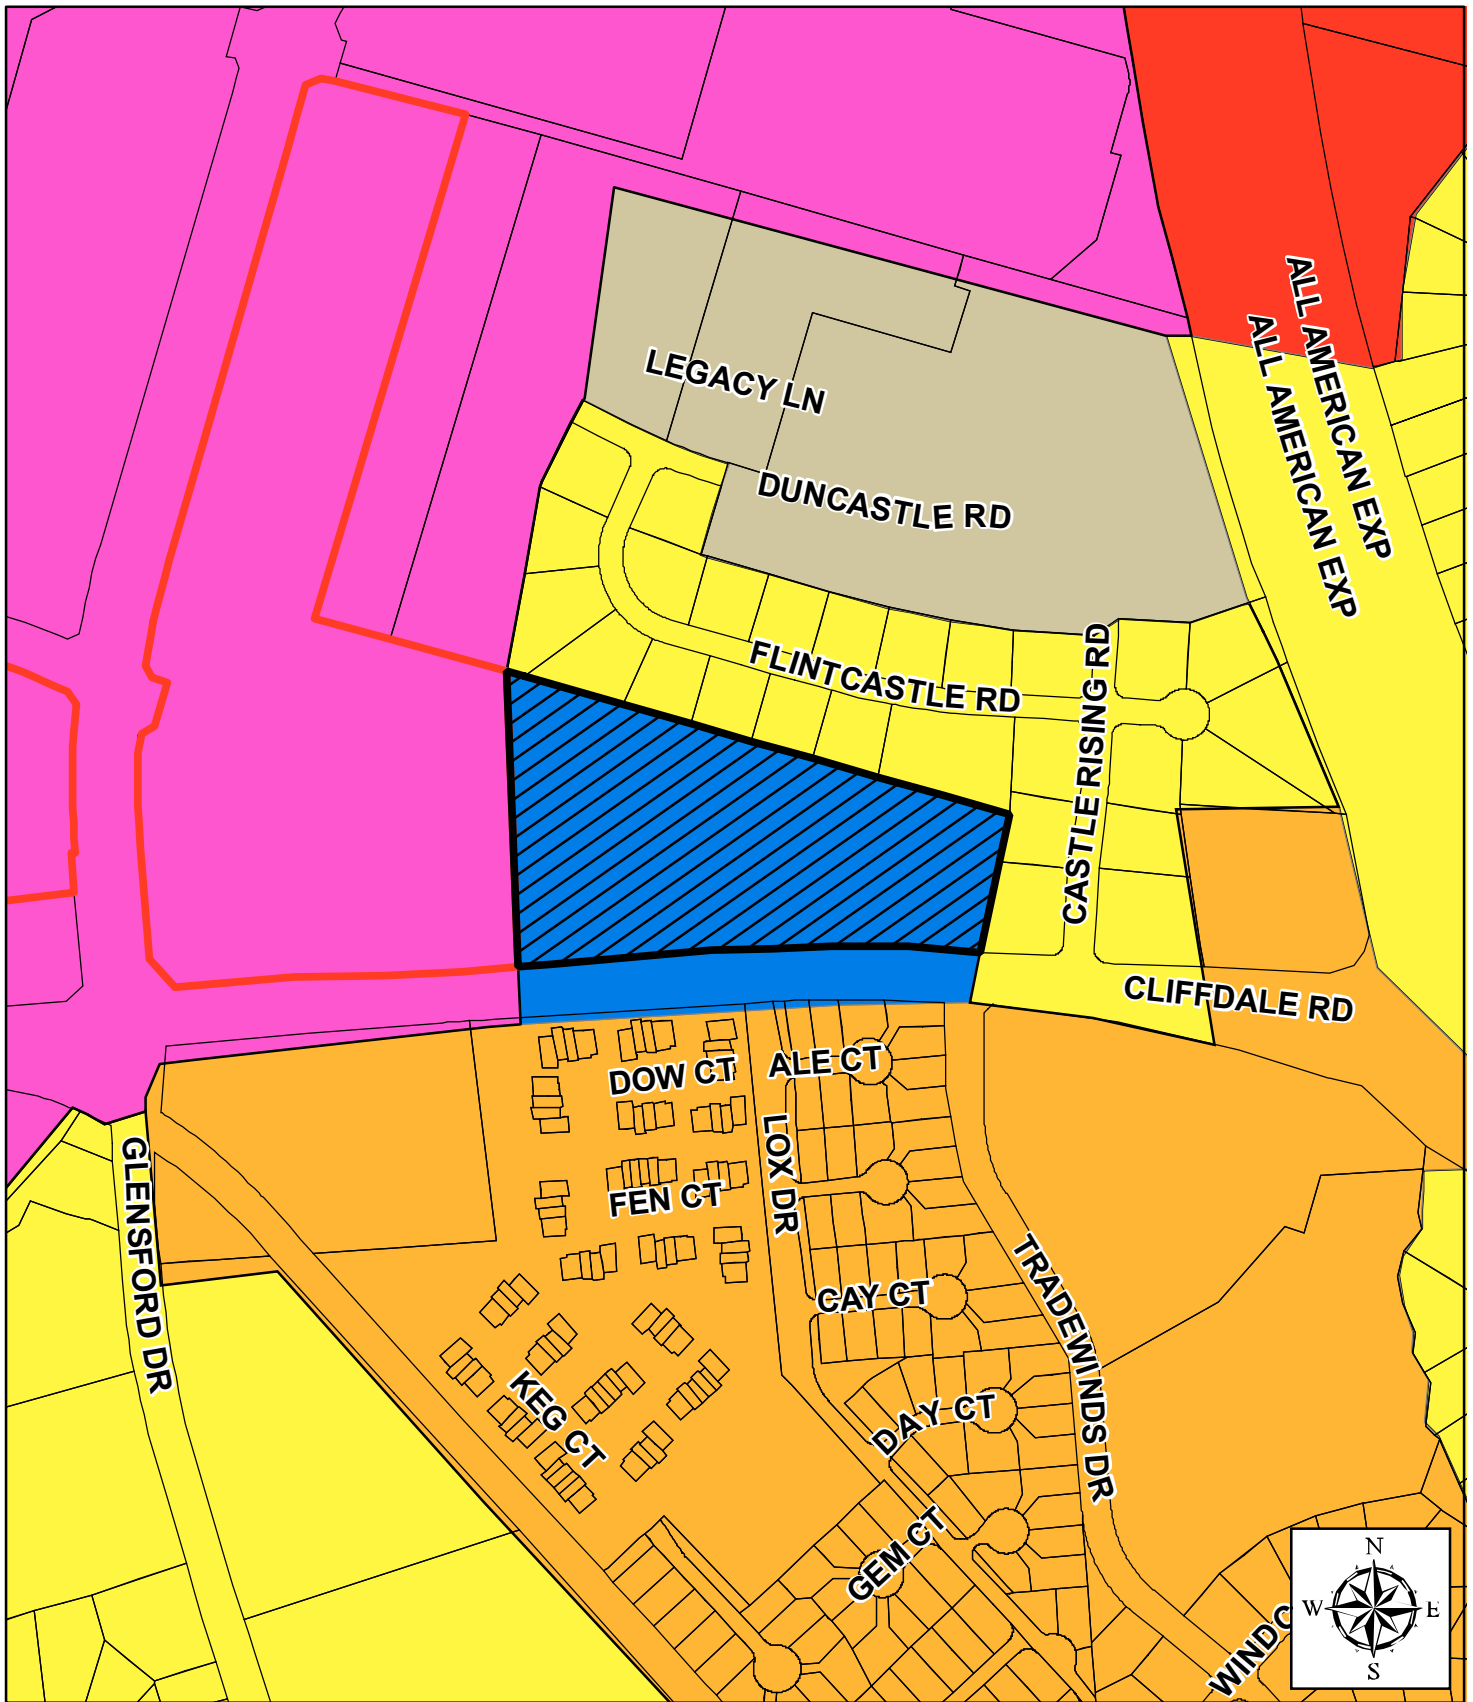 ALL AMERICAN EXP
ALL AMERICAN EXP
LEGACY LN
DUNCASTLE RD
FLINTCASTLE RD
CASTLE RISING RD
CLIFFDALE RD
DOW CT
ALE CT
LOX DR
FEN CT
GLENSFORD DR
TRADEWINDS DR
CAY CT
KEG CT
DAY CT
GEM CT
WINDC
N
W
E
S